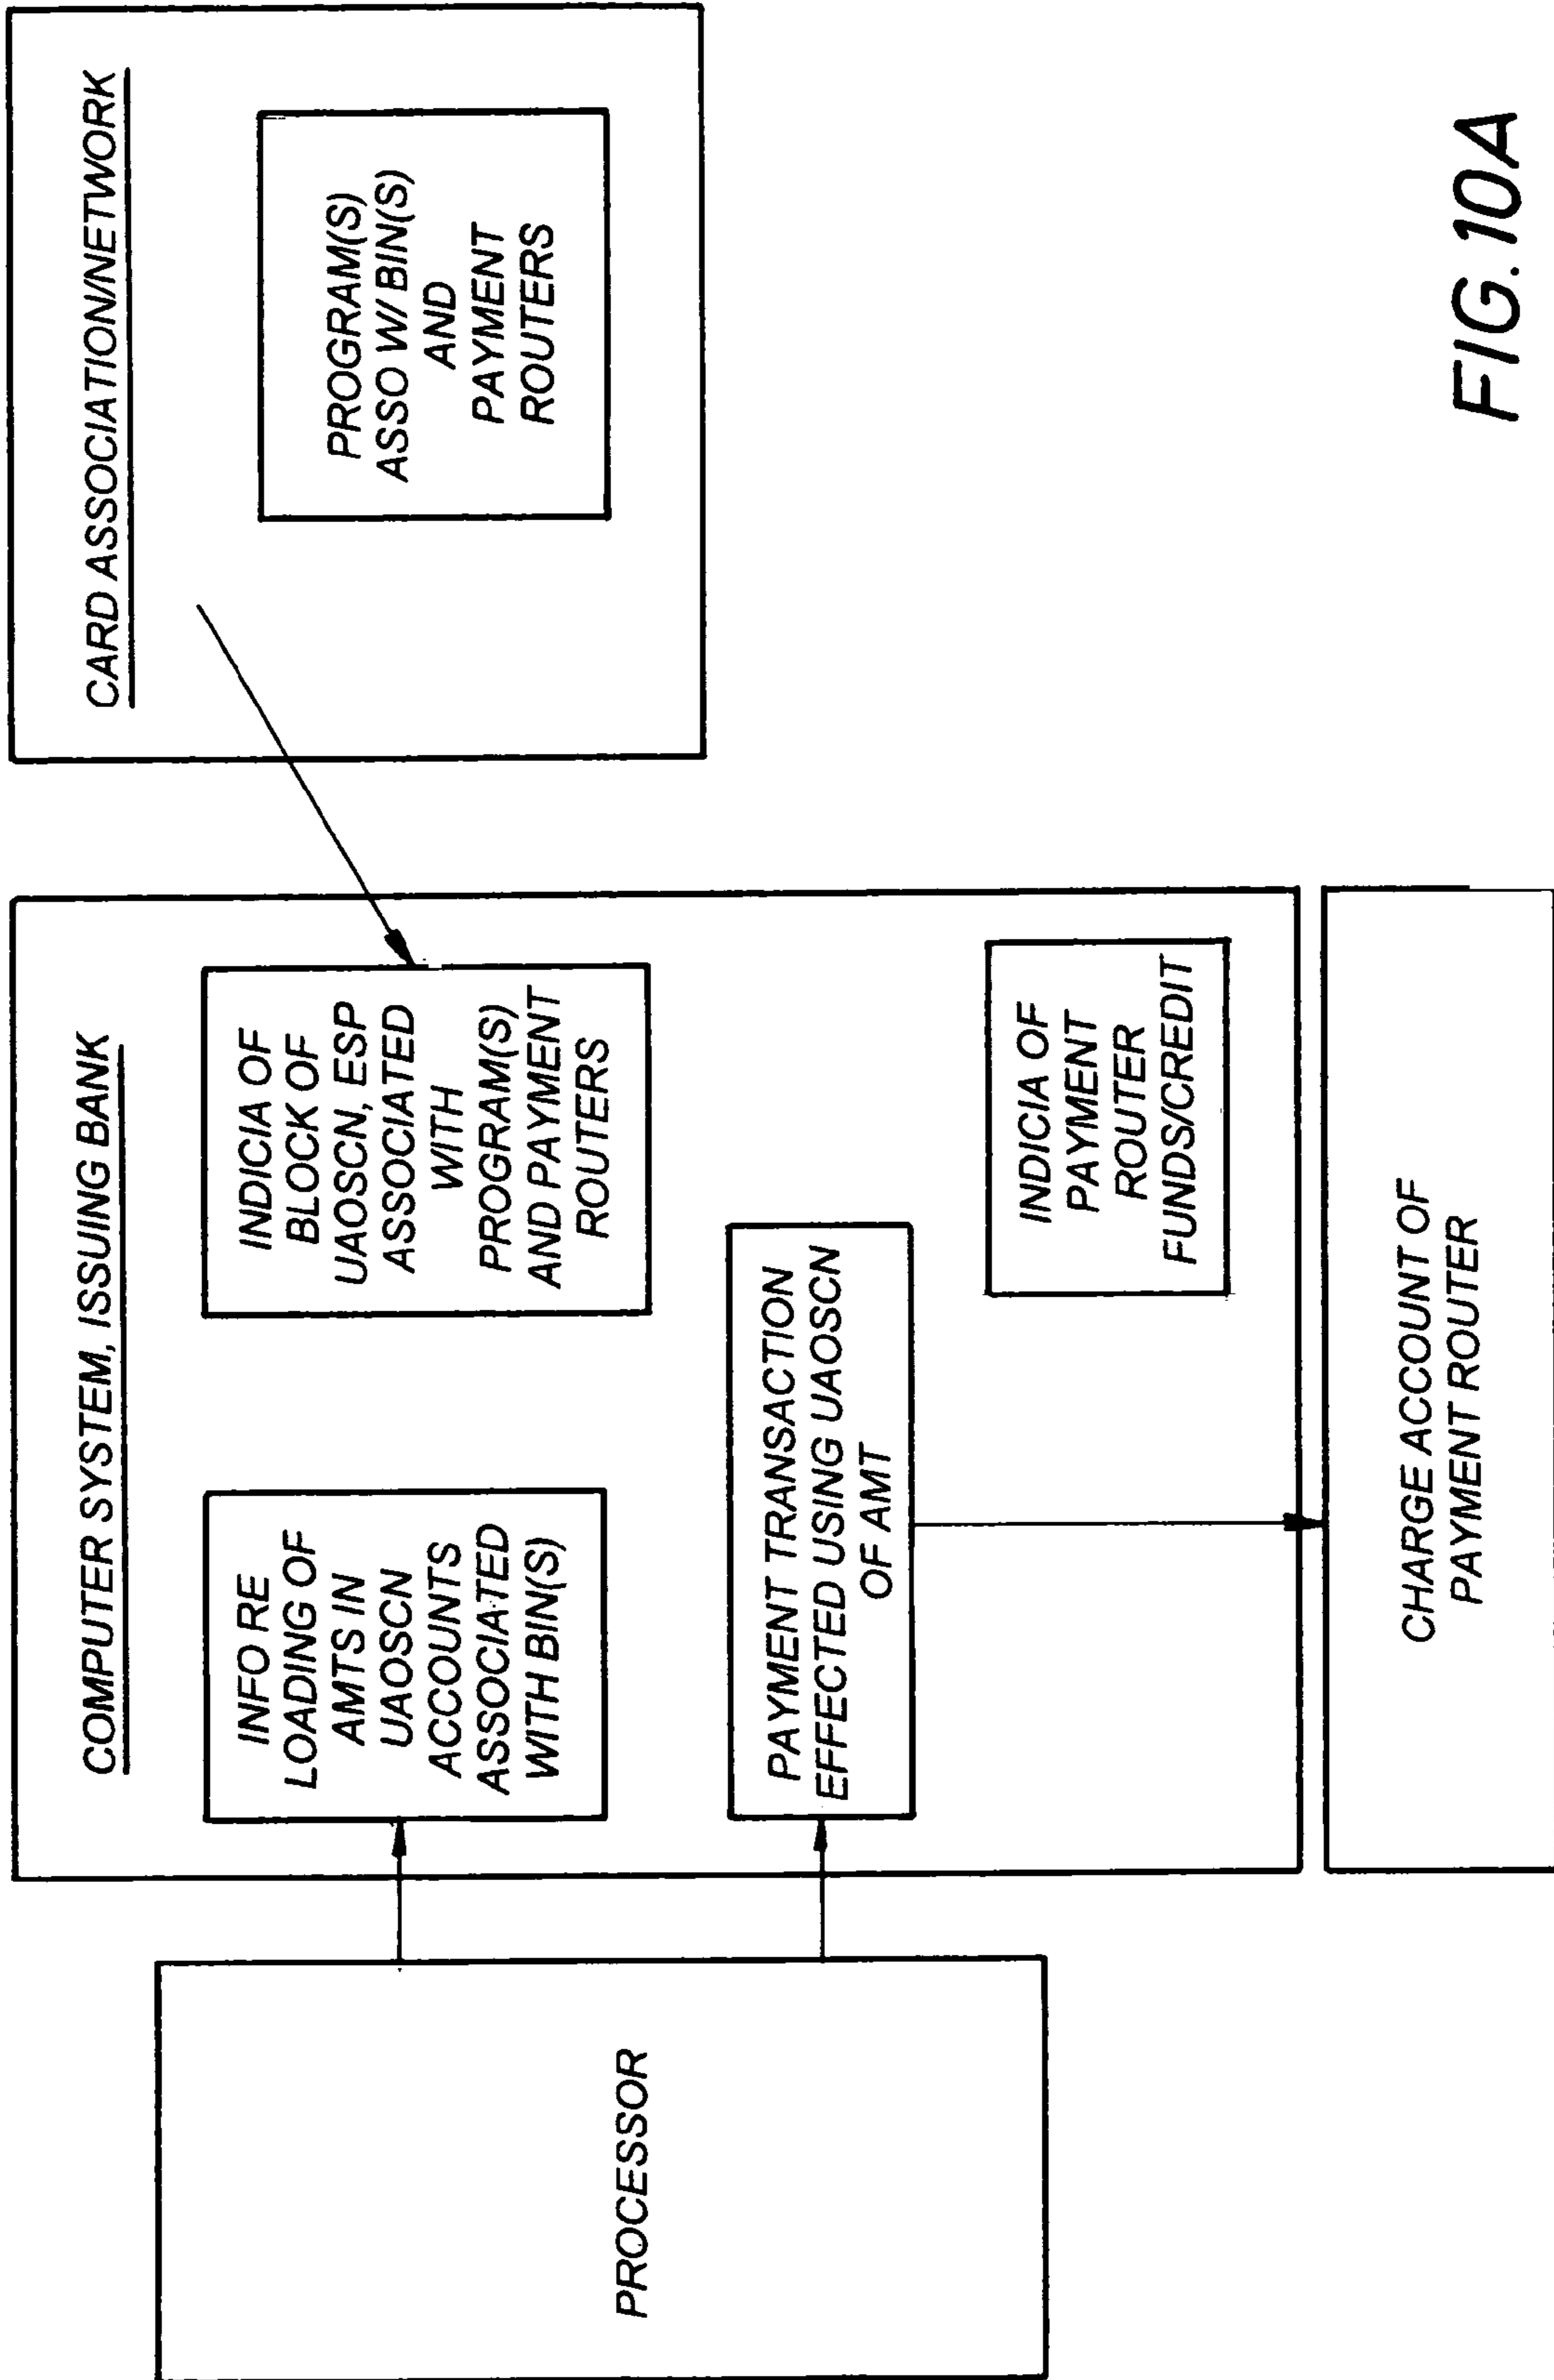 PROCESSOR
COMPUTER SYSTEM, ISSUING BANK
INFO RE
LOADING OF
AMTS IN
UAOSCN
ACCOUNTS
ASSOCIATED
WITH BIN(S)
INDICIA OF
BLOCK OF
UAOSCN, ESP
ASSOCIATED
WITH
PROGRAM(S)
AND PAYMENT
ROUTERS
PAYMENT TRANSACTION
EFFECTED USING UAOSCN
OF AMT
INDICIA OF
PAYMENT
ROUTER
FUNDS/CREDIT
CHARGE ACCOUNT OF
PAYMENT ROUTER
CARD ASSOCIATION/NETWORK
PROGRAM(S)
ASSO W/ BIN(S)
AND
PAYMENT
ROUTERS
FIG. 10A